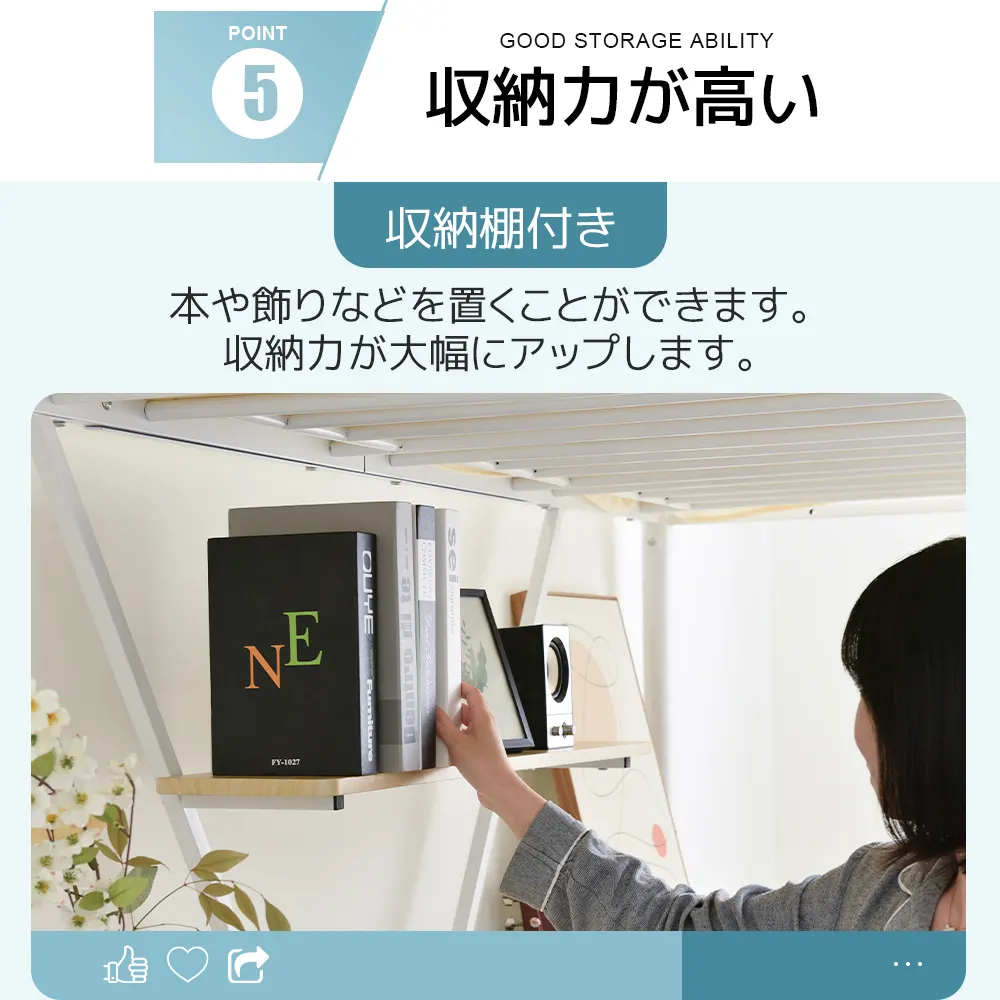 POINT
5
GOOD STORAGE ABILITY
収納力が高い
収納棚付き
本や飾りなどを置くことができます。
収納力が大幅にアップします。
NE
OUYE Furniture
FY-1027
sei
...